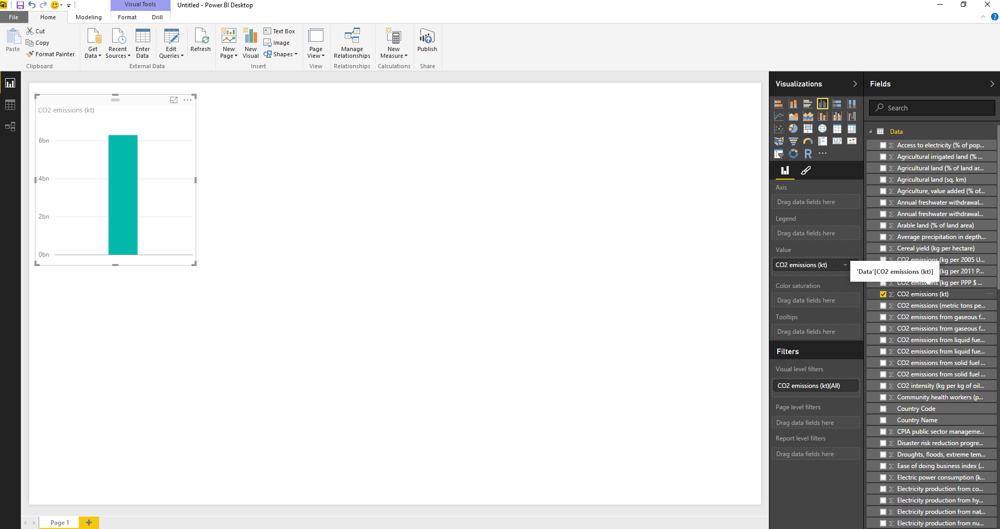 Visual Tools
Untitled - Power BI Desktop
File
Home
Modeling
Format
Drill
?
Paste
Cut
Copy
Format Painter
Clipboard
Get Data
Recent Sources
Enter Data
Edit Queries
Refresh
External Data
New Page
New Visual
Text Box
Image
Shapes
Insert
Page View
View
Manage Relationships
Relationships
New Measure
Calculations
Publish
Share
CO2 emissions (kt)
6bn
4bn
2bn
0bn
Page 1
Visualizations
123
R
Axis
Drag data fields here
Legend
Drag data fields here
Value
CO2 emissions (kt)
Color saturation
Drag data fields here
Tooltips
Drag data fields here
Filters
Visual level filters
CO2 emissions (kt)(All)
Page level filters
Drag data fields here
Report level filters
Drag data fields here
Fields
Search
Data
Access to electricity (% of pop...
Agricultural irrigated land (% ...
Agricultural land (% of land ar...
Agricultural land (sq. km)
Agriculture, value added (% of...
Annual freshwater withdrawal...
Annual freshwater withdrawal...
Arable land (% of land area)
Average precipitation in depth...
Cereal yield (kg per hectare)
CO2 emissions (kg per 2005 U...
(kg per 2011 P...
'Data'[CO2 emissions (kt)]
CO2 emissions (kg per PPP $ ...
CO2 emissions (kt)
CO2 emissions (metric tons pe...
CO2 emissions from gaseous f...
CO2 emissions from gaseous f...
CO2 emissions from liquid fue...
CO2 emissions from liquid fue...
CO2 emissions from solid fuel ...
CO2 emissions from solid fuel ...
CO2 intensity (kg per kg of oil...
Community health workers (p...
Country Code
Country Name
CPIA public sector manageme...
Disaster risk reduction progre...
Droughts, floods, extreme tem...
Ease of doing business index (...
Electric power consumption (k...
Electricity production from co...
Electricity production from hy...
Electricity production from nat...
Electricity production from nu...